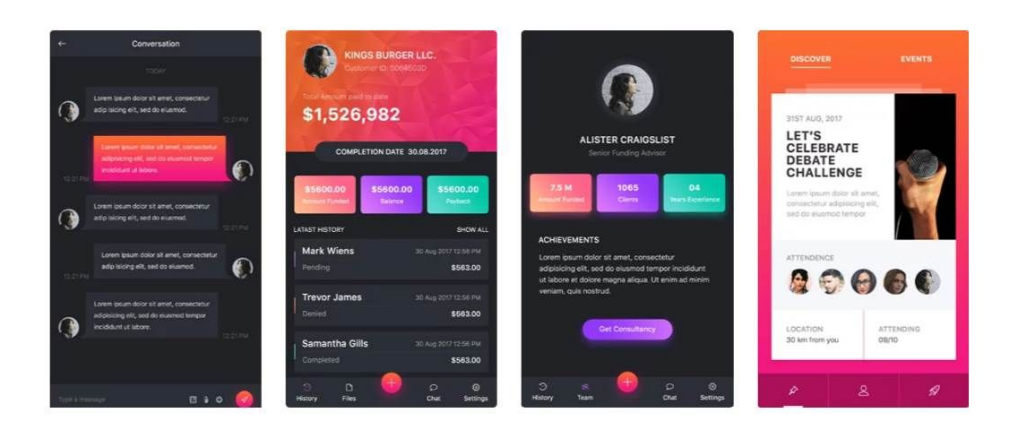 Conversation
TODAY
Lorem ipsum dolor sit amet, consectetur
adip isicing elit, sed do eiusmod.
12:21 PM
Lorem ipsum dolor sit amet, consectetur
adipisicing elit, sed do eiusmod tempor
incididunt ut labore.
12:21 PM
Lorem ipsum dolor sit amet, consectetur
adip isicing elit, sed do eiusmod.
12:21 PM
Lorem ipsum dolor sit amet, consectetur
adip isicing elit, sed do eiusmod.
12:21 PM
Lorem ipsum dolor sit amet, consectetur
adipisicing elit, sed do eiusmod tempor
incididunt ut labore.
12:21 PM
Type a message
KINGS BURGER LLC.
Customer ID:
Total Amount paid to date
$1,526,982
COMPLETION DATE 30.08.2017
$5600.00
Amount Funded
$5600.00
Balance
$5600.00
Payback
LATAST HISTORY
SHOW ALL
Mark Wiens
30 Aug 2017 12:56 PM
Pending
$563.00
Trevor James
30 Aug 2017 12:56 PM
Denied
$563.00
Samantha Gills
30 Aug 2017 12:56 PM
Completed
$563.00
History
Files
Chat
Settings
ALISTER CRAIGSLIST
Senior Funding Advisor
7.5 M
Amount Funded
1065
Clients
04
Years Experience
ACHIEVEMENTS
Lorem ipsum dolor sit amet, consectetur
adipisicing elit, sed do eiusmod tempor incididunt
ut labore et dolore magna aliqua. Ut enim ad minim
veniam, quis nostrud.
Get Consultancy
History
Team
Chat
Settings
DISCOVER
EVENTS
31ST AUG, 2017
LET'S
CELEBRATE
DEBATE
CHALLENGE
Lorem ipsum dolor sit amet,
consectetur adipisicing elit,
sed do eiusmod tempor
ATTENDENCE
LOCATION
30 km from you
ATTENDING
08/10